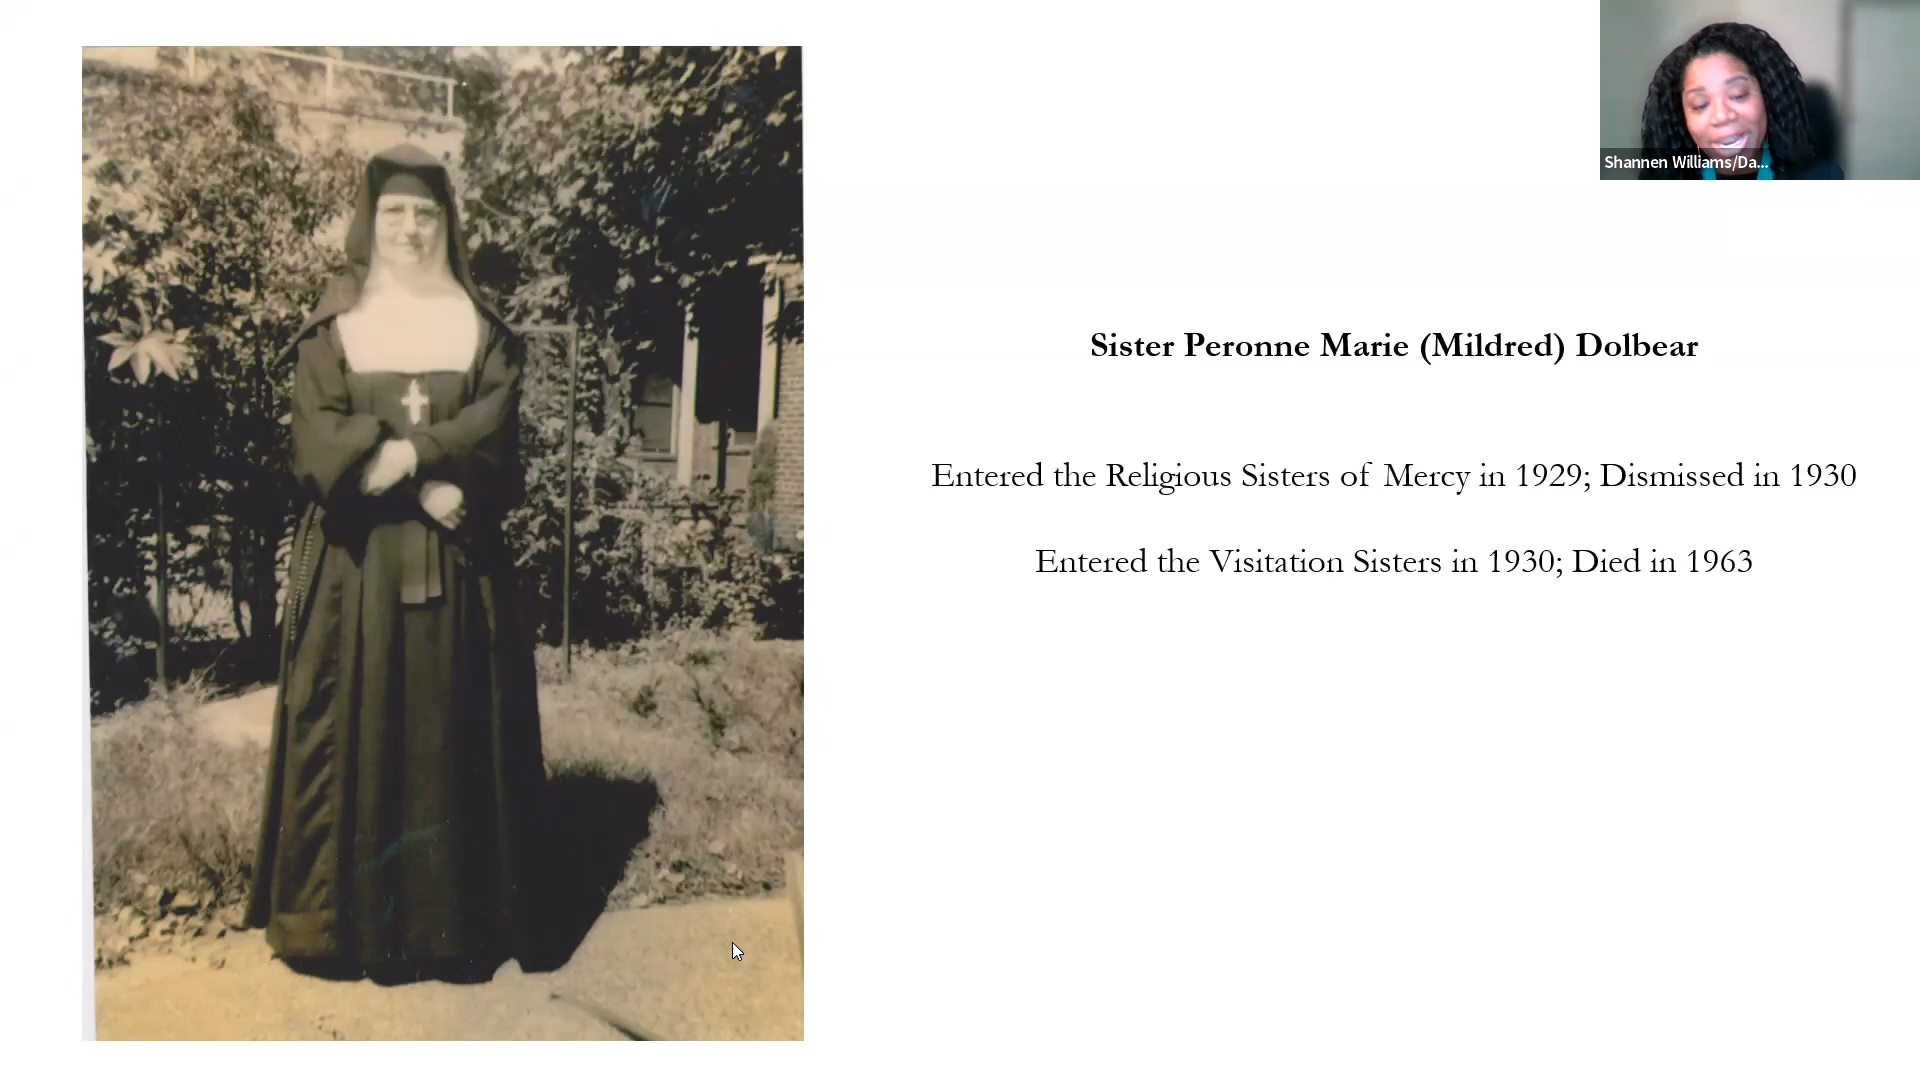 Shannen Williams/Da...
Sister Peronne Marie (Mildred) Dolbear
Entered the Religious Sisters of Mercy in 1929; Dismissed in 1930
Entered the Visitation Sisters in 1930; Died in 1963